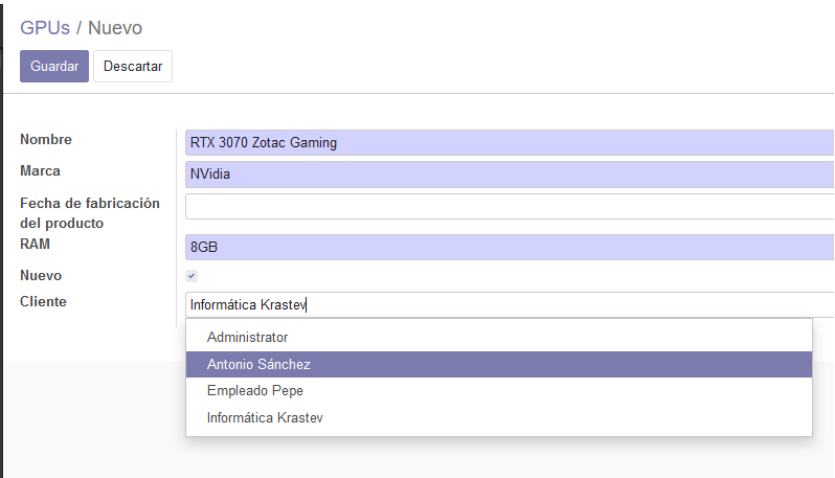 GPUs / Nuevo
Guardar Descartar
Nombre RTX 3070 Zotac Gaming
Marca NVidia
Fecha de fabricación
del producto
RAM 8GB
Nuevo
Cliente Informática Krastev
Administrator
Antonio Sánchez
Empleado Pepe
Informática Krastev